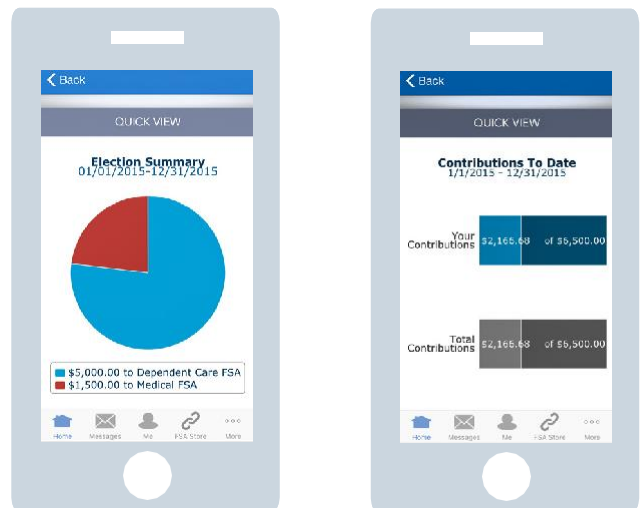 Back
QUICK VIEW
Election Summary
01/01/2015-12/31/2015
$5,000.00 to Dependent Care FSA
$1,500.00 to Medical FSA
Home Messages Me FSA Store More
Back
QUICK VIEW
Contributions To Date
1/1/2015 - 12/31/2015
Your
Contributions
$2,166.68 of $6,500.00
Total
Contributions
$2,166.68 of $6,500.00
Home Messages Me FSA Store More